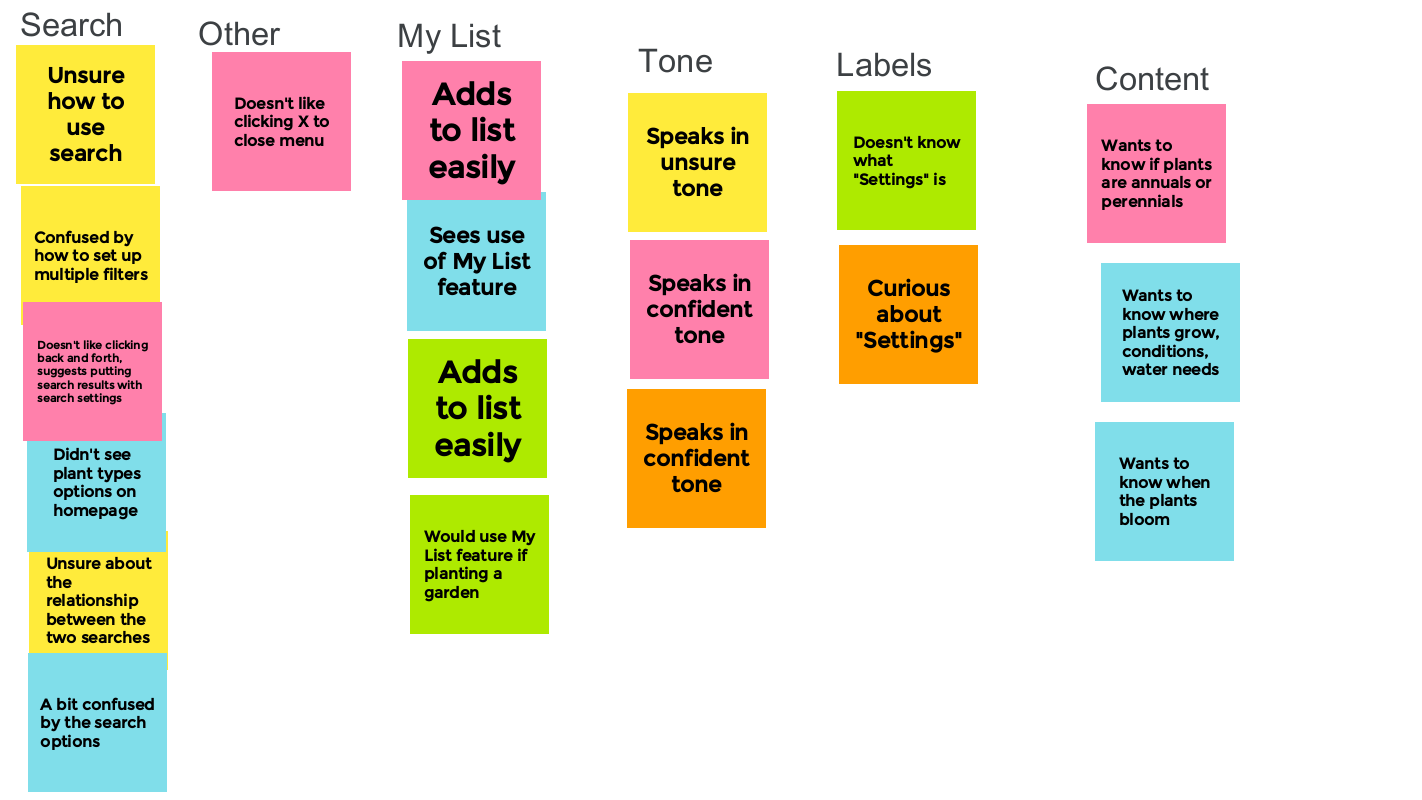 Search
Unsure
how to
use
search
Confused by
how to set up
multiple filters
Doesn't like clicking
back and forth,
suggests putting
search results with
search settings
Didn't see
plant types
options on
homepage
Unsure about
the
relationship
between the
two searches
A bit confused
by the search
options
Other
Doesn't like
clicking X to
close menu
My List
Adds
to list
easily
Sees use
of My List
feature
Adds
to list
easily
Would use My
List feature if
planting a
garden
Tone
Speaks in
unsure
tone
Speaks in
confident
tone
Speaks in
confident
tone
Labels
Doesn't know
what
"Settings" is
Curious
about
"Settings"
Content
Wants to
know if plants
are annuals or
perennials
Wants to
know where
plants grow,
conditions,
water needs
Wants to
know when
the plants
bloom